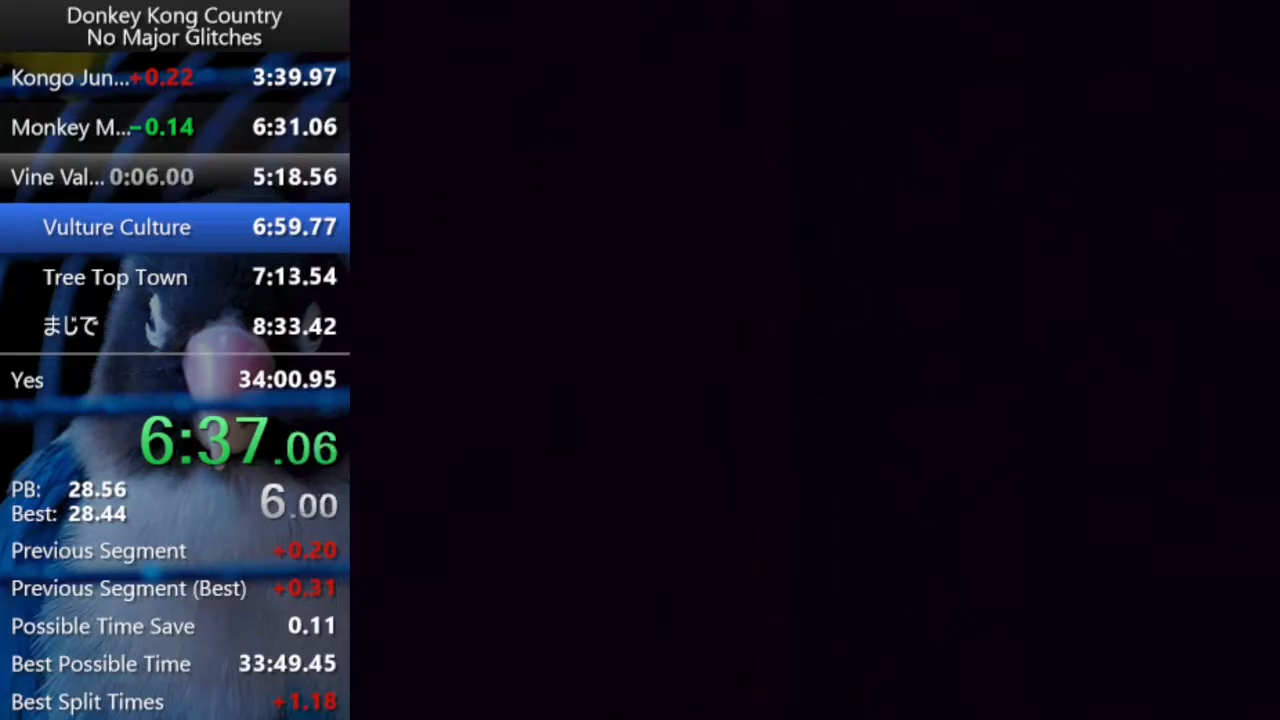 Donkey Kong Country
No Major Glitches
Kongo Jun... +0.22 3:39.97
Monkey M... −0.14 6:31.06
Vine Val... 0:06.00 5:18.56
Vulture Culture 6:59.77
Tree Top Town 7:13.54
まじで 8:33.42
Yes 34:00.95
6:37.06
PB: 28.56
Best: 28.44
6.00
Previous Segment +0.20
Previous Segment (Best) +0.31
Possible Time Save 0.11
Best Possible Time 33:49.45
Best Split Times +1.18